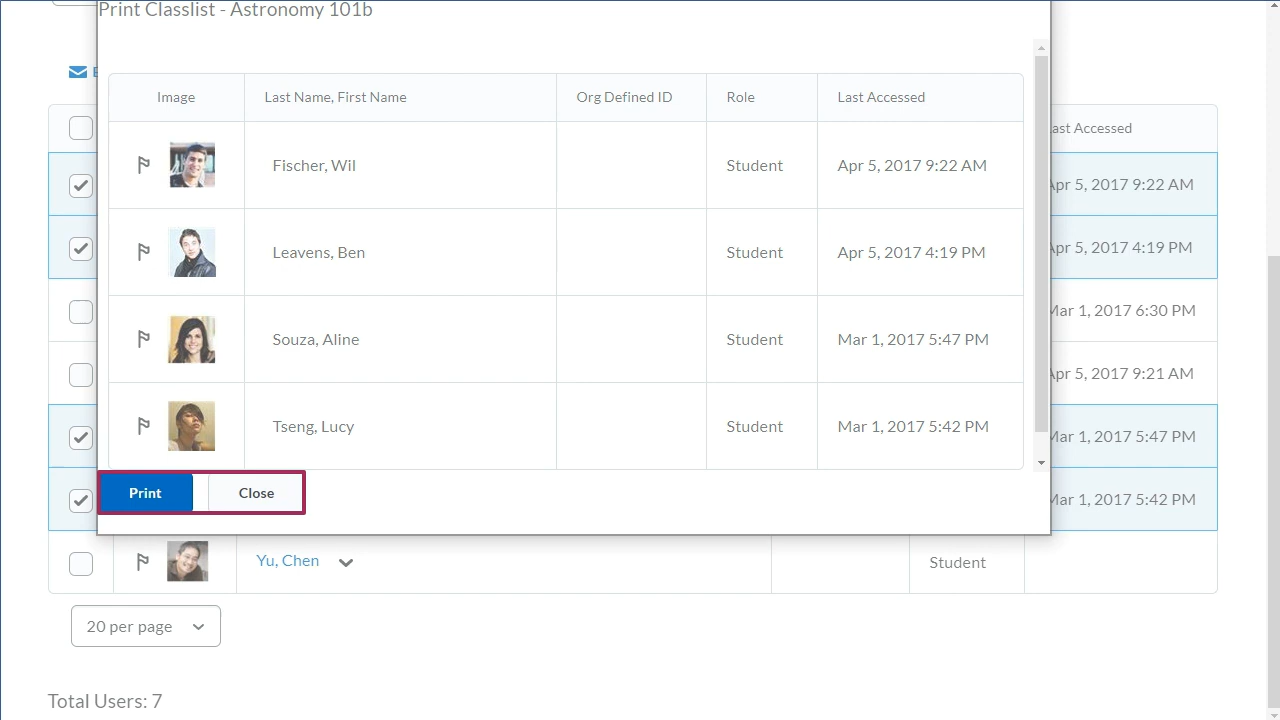 Print Classlist - Astronomy 101b
Image Last Name, First Name Org Defined ID Role Last Accessed
Last Accessed
Fischer, Wil Student Apr 5, 2017 9:22 AM
Apr 5, 2017 9:22 AM
Leavens, Ben Student Apr 5, 2017 4:19 PM
Apr 5, 2017 4:19 PM
Mar 1, 2017 6:30 PM
Souza, Aline Student Mar 1, 2017 5:47 PM
Apr 5, 2017 9:21 AM
Tseng, Lucy Student Mar 1, 2017 5:42 PM
Mar 1, 2017 5:47 PM
Print Close
Mar 1, 2017 5:42 PM
Yu, Chen Student
20 per page
Total Users: 7